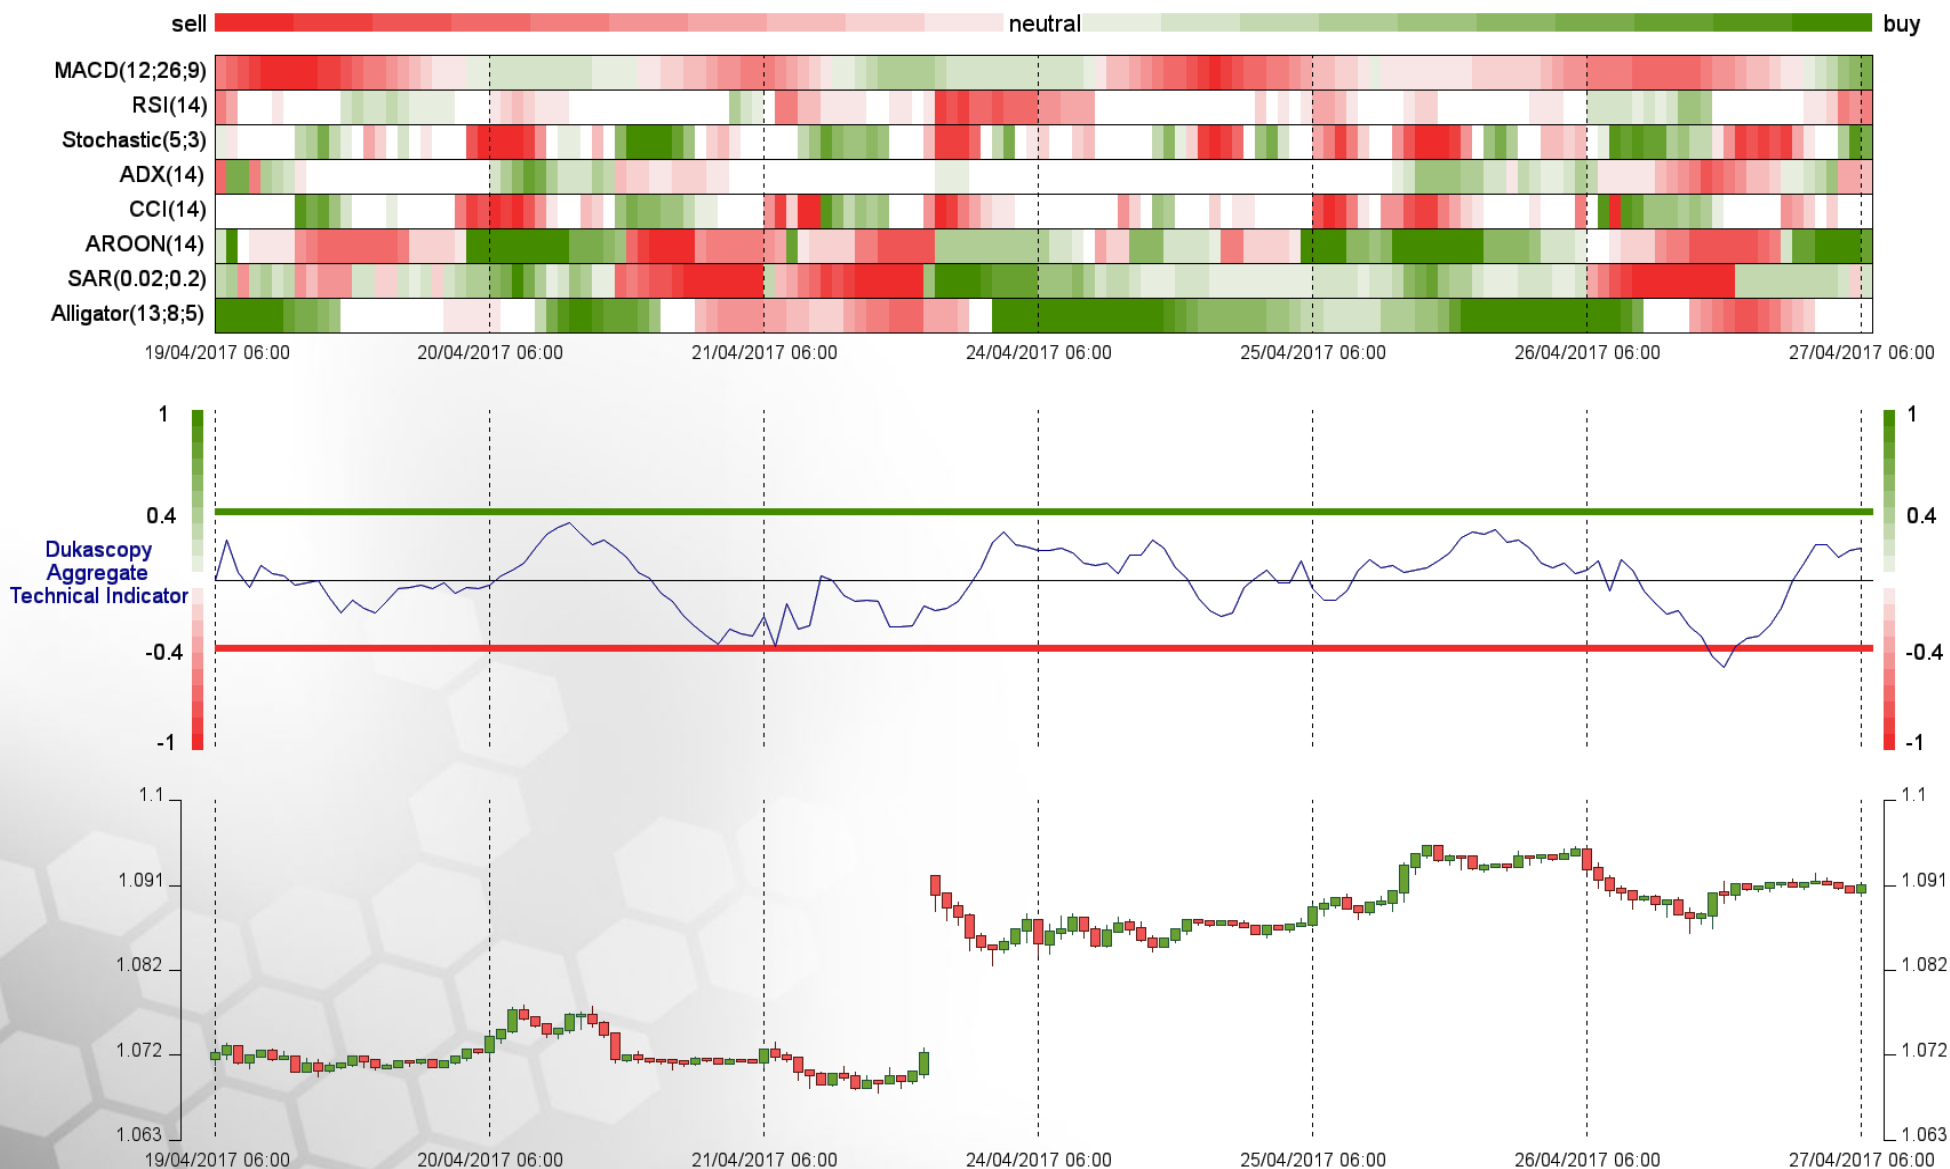 sell neutral buy
MACD(12;26;9)
RSI(14)
Stochastic(5;3)
ADX(14)
CCI(14)
AROON(14)
SAR(0.02;0.2)
Alligator(13;8;5)
19/04/2017 06:00 20/04/2017 06:00 21/04/2017 06:00 24/04/2017 06:00 25/04/2017 06:00 26/04/2017 06:00 27/04/2017 06:00
1 1
0.4 0.4
Dukascopy
Aggregate
Technical Indicator
-0.4 -0.4
-1 -1
1.1 1.1
1.091 1.091
1.082 1.082
1.072 1.072
1.063 1.063
19/04/2017 06:00 20/04/2017 06:00 21/04/2017 06:00 24/04/2017 06:00 25/04/2017 06:00 26/04/2017 06:00 27/04/2017 06:00